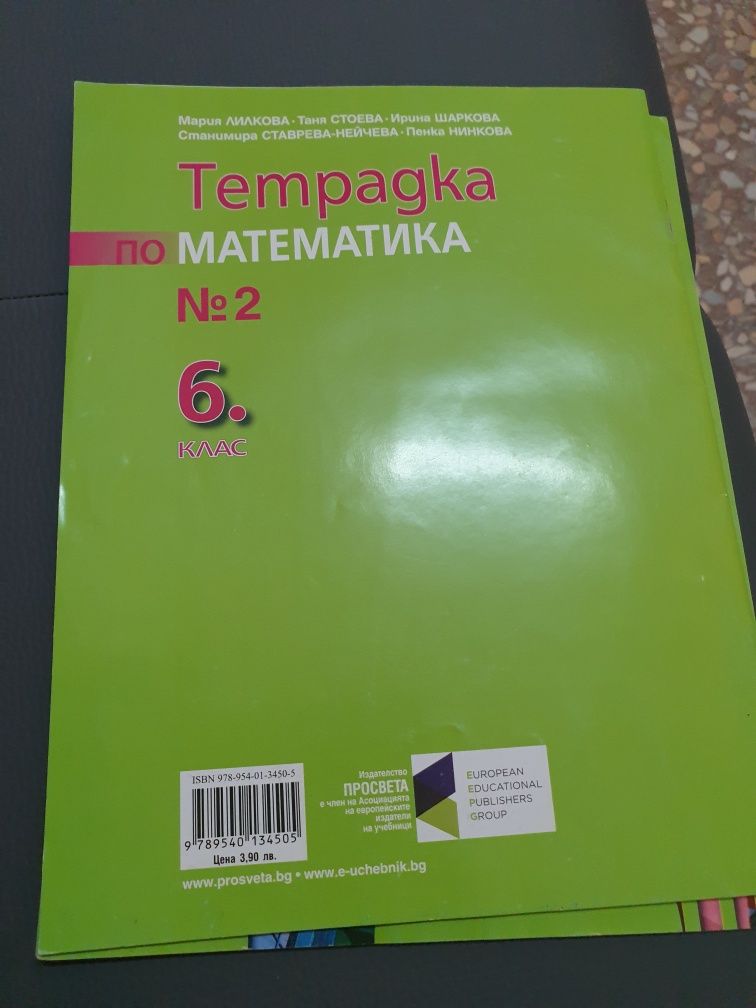 Мария ЛИЛКОВА · Таня СТОЕВА · Ирина ШАРКОВА
Станимира СТАВРЕВА-НЕЙЧЕВА · Пенка НИНКОВА
Тетрадка
по МАТЕМАТИКА
№ 2
6.
КЛАС
ISBN 978-954-01-3450-5
9 789540 134505
Цена 3,90 лв.
Издателство
ПРОСВЕТА
е член на Асоциацията
на европейските
издатели
на учебници
EUROPEAN
EDUCATIONAL
PUBLISHERS
GROUP
www.prosveta.bg • www.e-uchebnik.bg